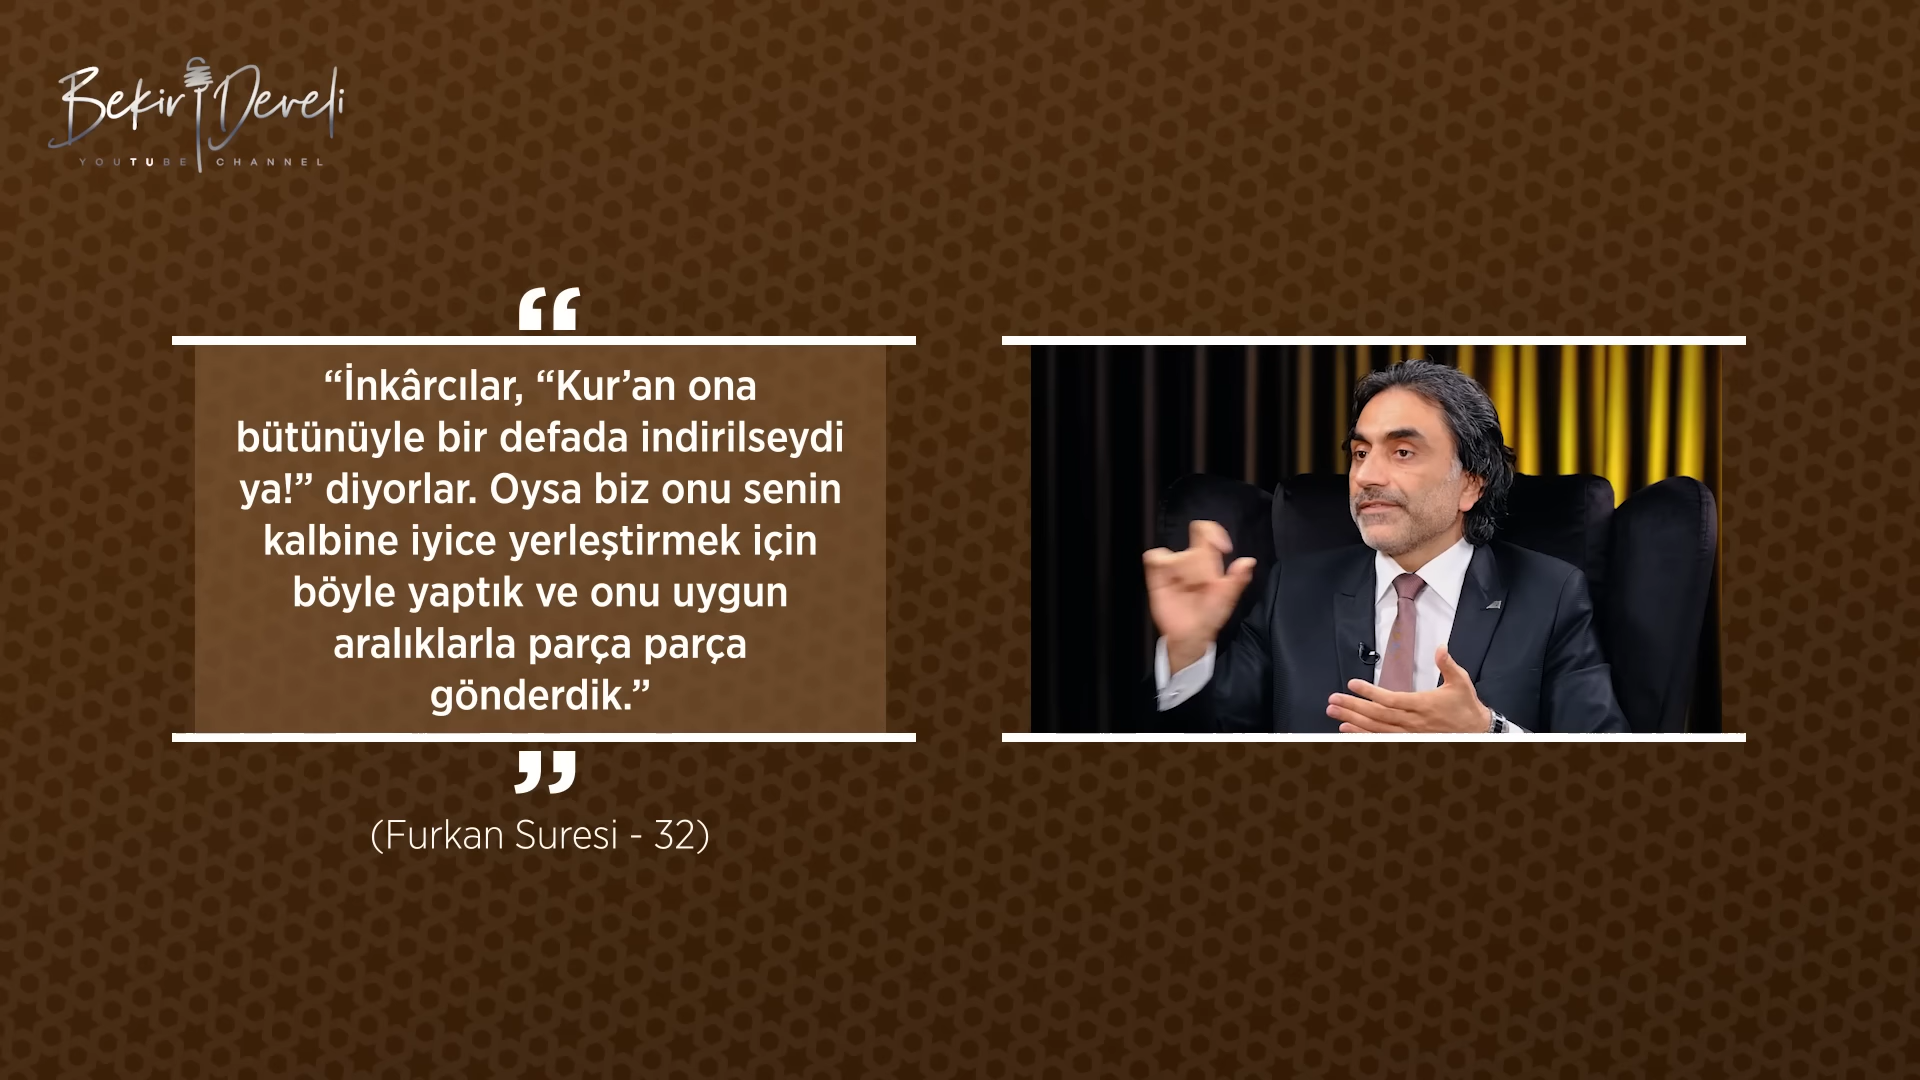 Bekir Develi
YOUTUBE CHANNEL
“
“İnkârcılar, “Kur’an ona
bütünüyle bir defada indirilseydi
ya!” diyorlar. Oysa biz onu senin
kalbine iyice yerleştirmek için
böyle yaptık ve onu uygun
aralıklarla parça parça
gönderdik.”
”
(Furkan Suresi - 32)